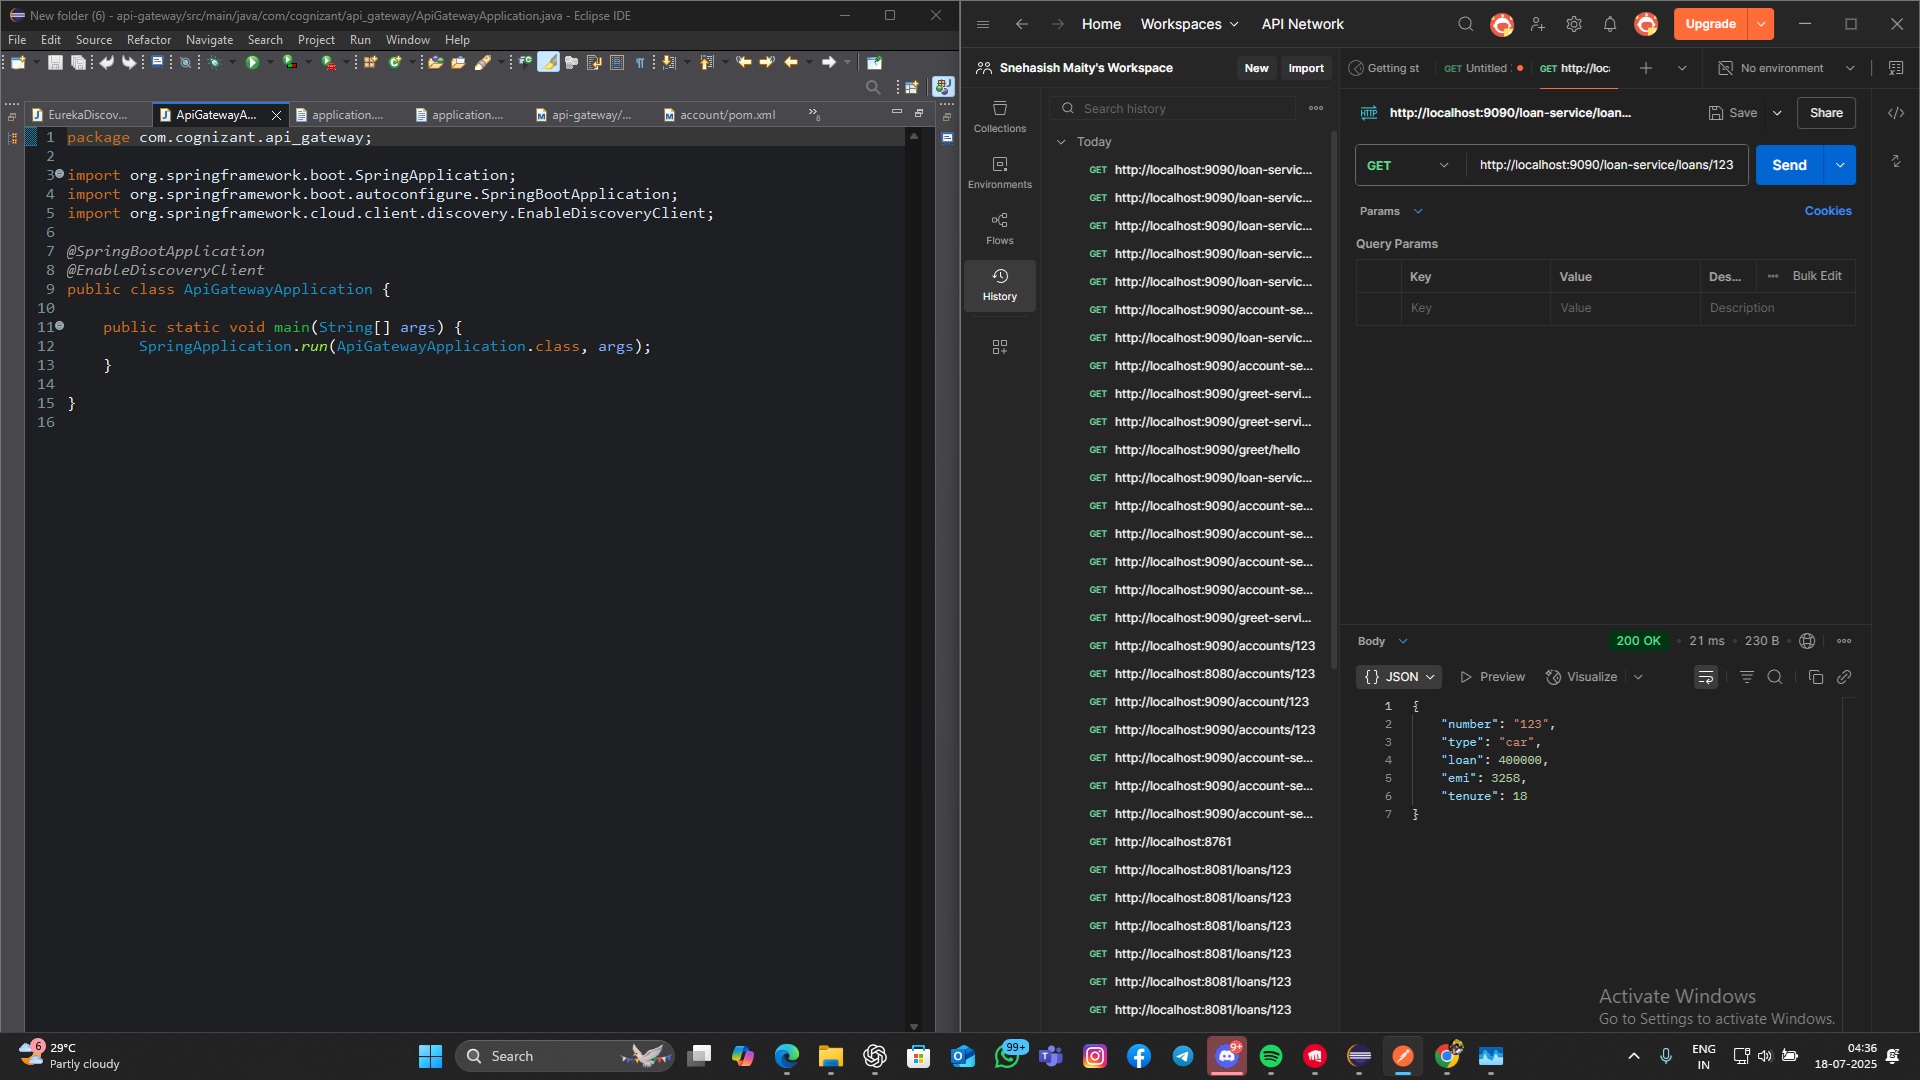 New folder (6) - api-gateway/src/main/java/com/cognizant/api_gateway/ApiGatewayApplication.java - Eclipse IDE
File Edit Source Refactor Navigate Search Project Run Window Help
EurekaDiscov...
ApiGatewayA...
application....
application....
api-gateway/...
account/pom.xml
1 package com.cognizant.api_gateway;
2
3 import org.springframework.boot.SpringApplication;
4 import org.springframework.boot.autoconfigure.SpringBootApplication;
5 import org.springframework.cloud.client.discovery.EnableDiscoveryClient;
6
7 @SpringBootApplication
8 @EnableDiscoveryClient
9 public class ApiGatewayApplication {
10
11 public static void main(String[] args) {
12 SpringApplication.run(ApiGatewayApplication.class, args);
13 }
14
15 }
16
Home Workspaces API Network
Upgrade
Snehasish Maity's Workspace
New Import
Getting st
GET Untitled
GET http://loc
No environment
Collections
Environments
Flows
History
Search history
Today
GET http://localhost:9090/loan-servic...
GET http://localhost:9090/loan-servic...
GET http://localhost:9090/loan-servic...
GET http://localhost:9090/loan-servic...
GET http://localhost:9090/loan-servic...
GET http://localhost:9090/account-se...
GET http://localhost:9090/loan-servic...
GET http://localhost:9090/account-se...
GET http://localhost:9090/greet-servi...
GET http://localhost:9090/greet-servi...
GET http://localhost:9090/greet/hello
GET http://localhost:9090/loan-servic...
GET http://localhost:9090/account-se...
GET http://localhost:9090/account-se...
GET http://localhost:9090/account-se...
GET http://localhost:9090/account-se...
GET http://localhost:9090/greet-servi...
GET http://localhost:9090/accounts/123
GET http://localhost:8080/accounts/123
GET http://localhost:9090/account/123
GET http://localhost:9090/accounts/123
GET http://localhost:9090/account-se...
GET http://localhost:9090/account-se...
GET http://localhost:9090/account-se...
GET http://localhost:8761
GET http://localhost:8081/loans/123
GET http://localhost:8081/loans/123
GET http://localhost:8081/loans/123
GET http://localhost:8081/loans/123
GET http://localhost:8081/loans/123
GET http://localhost:8081/loans/123
HTTP http://localhost:9090/loan-service/loan...
Save Share
GET http://localhost:9090/loan-service/loans/123 Send
Params Cookies
Query Params
Key Value Des... Bulk Edit
Key Value Description
Body 200 OK 21 ms 230 B
{} JSON Preview Visualize
1 {
2 "number": "123",
3 "type": "car",
4 "loan": 400000,
5 "emi": 3258,
6 "tenure": 18
7 }
Activate Windows
Go to Settings to activate Windows.
6
29°C
Partly cloudy
Search
99+
9+
ENG
IN
04:36
18-07-2025